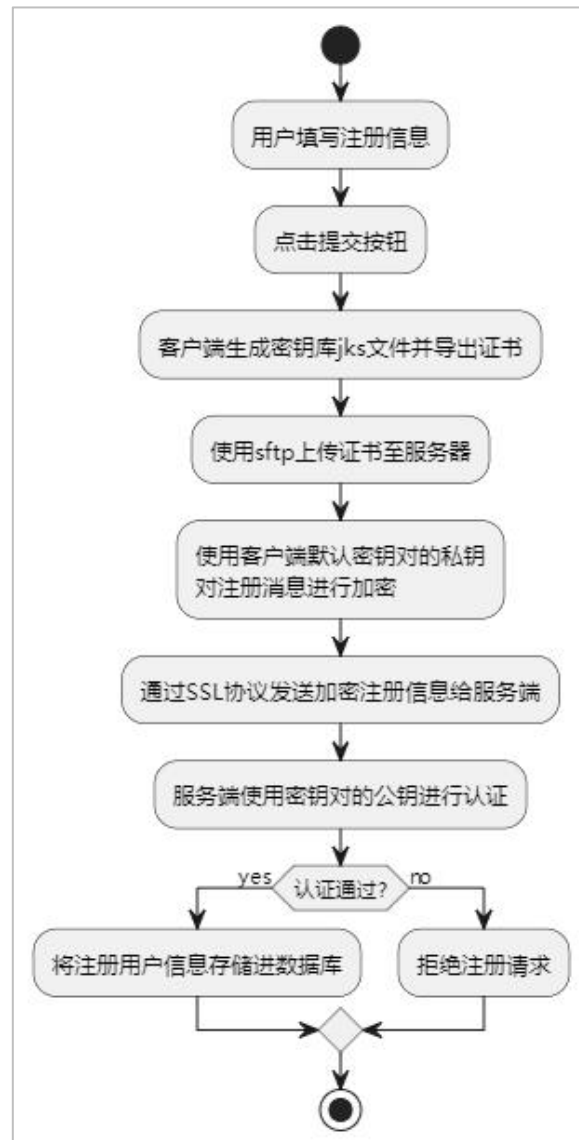 用户填写注册信息
点击提交按钮
客户端生成密钥库jks文件并导出证书
使用sftp上传证书至服务器
使用客户端默认密钥对的私钥
对注册消息进行加密
通过SSL协议发送加密注册信息给服务端
服务端使用密钥对的公钥进行认证
yes
认证通过?
no
将注册用户信息存储进数据库
拒绝注册请求